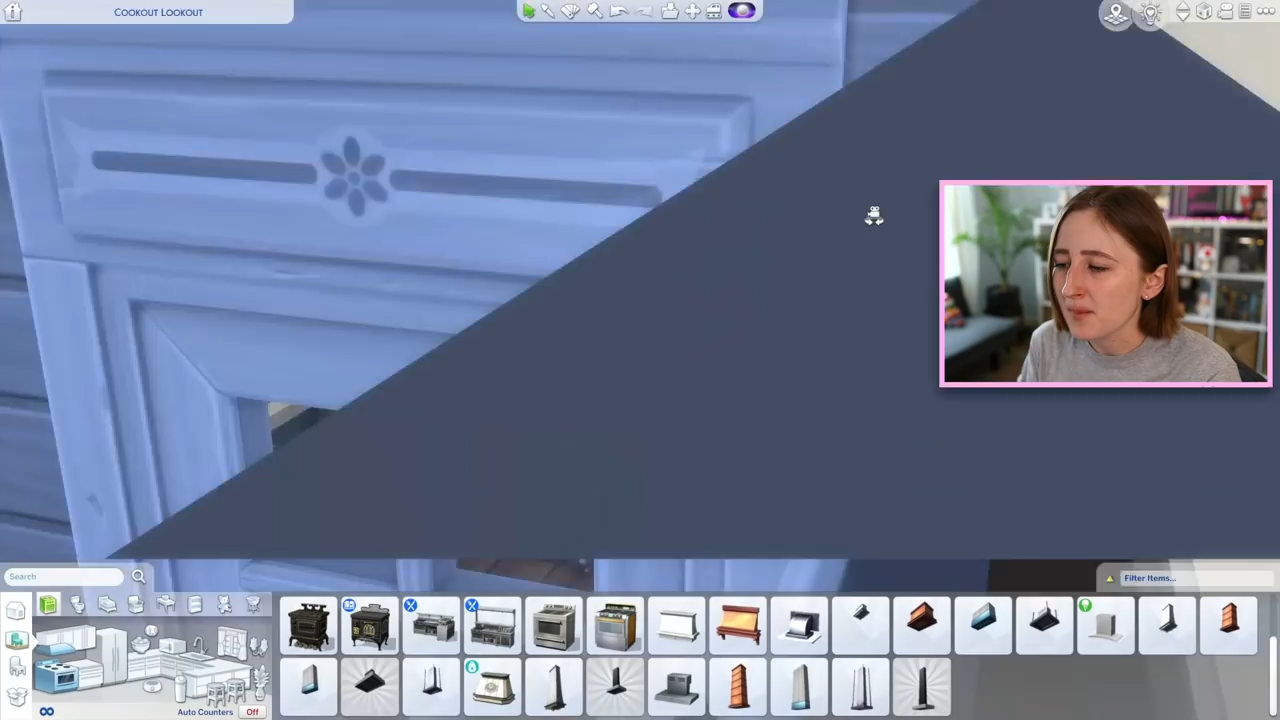 COOKOUT LOOKOUT
Search
Filter Items...
Auto Counters
Off